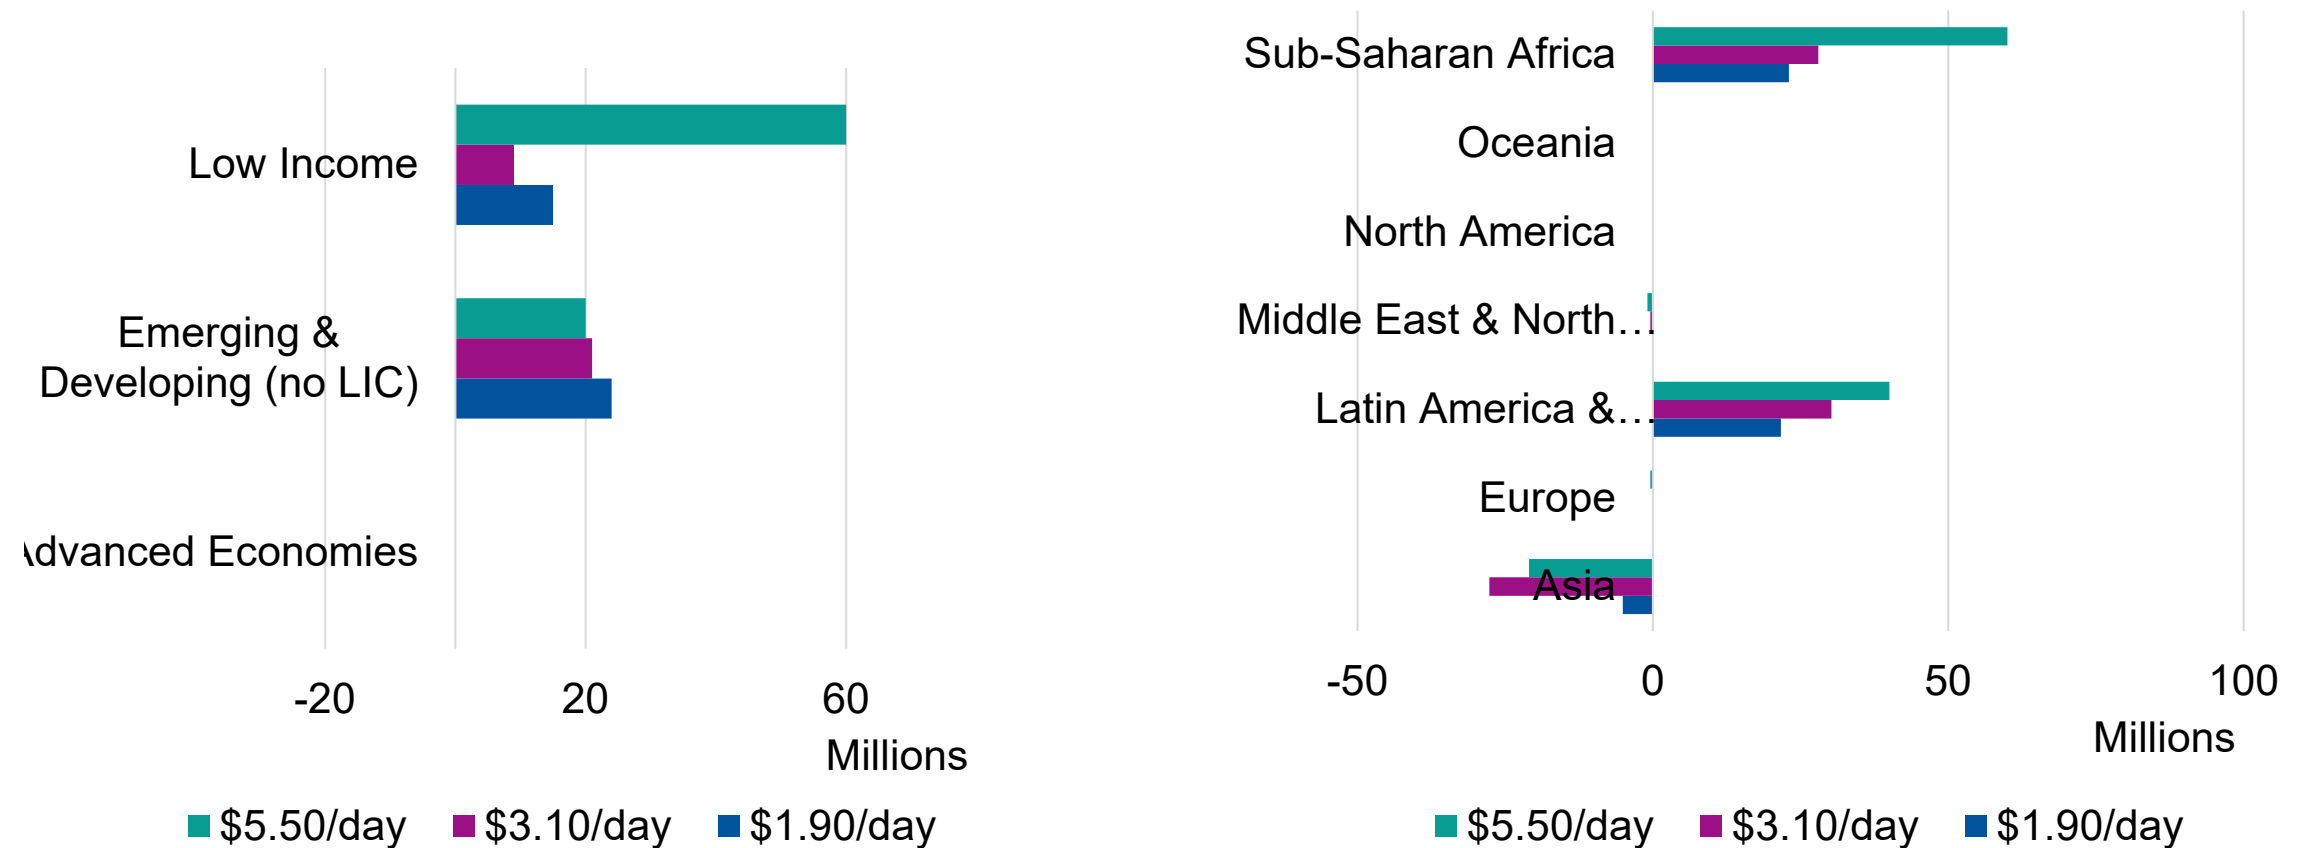 Low Income
Emerging &
Developing (no LIC)
Advanced Economies
-20 20 60
Millions
$5.50/day $3.10/day $1.90/day
Sub-Saharan Africa
Oceania
North America
Middle East & North…
Latin America &…
Europe
Asia
-50 0 50 100
Millions
$5.50/day $3.10/day $1.90/day